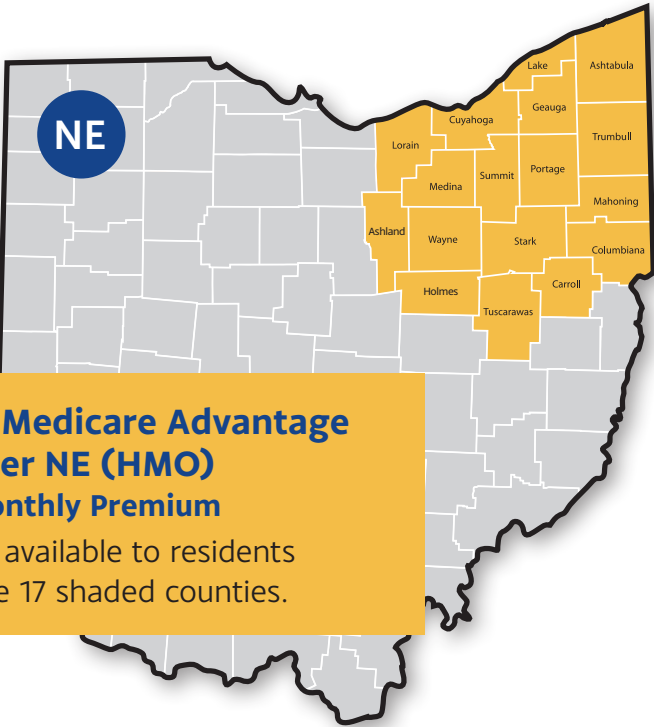 NE
Lake
Ashtabula
Geauga
Cuyahoga
Lorain
Trumbull
Medina
Summit
Portage
Mahoning
Ashland
Wayne
Stark
Columbiana
Holmes
Carroll
Tuscarawas
Medicare Advantage
er NE (HMO)
onthly Premium
available to residents
e 17 shaded counties.